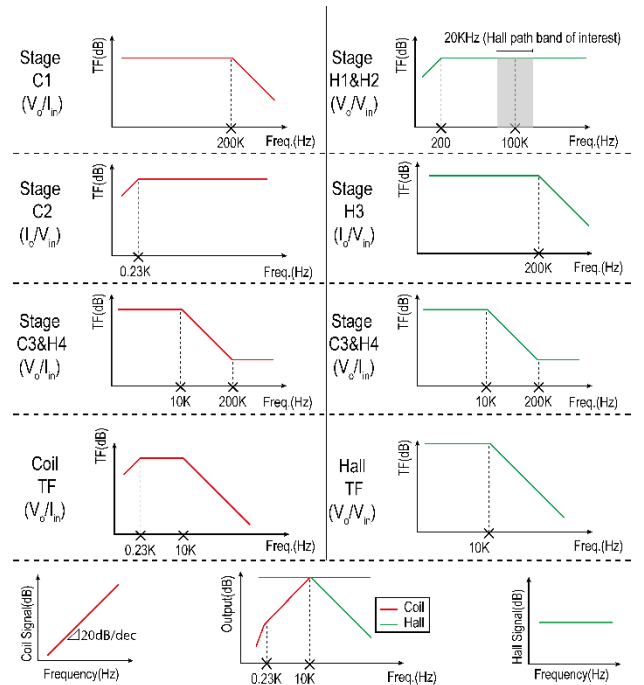 Stage
C1
(Vo/Iin)
TF(dB)
200K
Freq.(Hz)
Stage
H1&H2
(Vo/Vin)
TF(dB)
20KHz (Hall path band of interest)
200
100K
Freq.(Hz)
Stage
C2
(Io/Vin)
TF(dB)
0.23K
Freq.(Hz)
Stage
H3
(Io/Vin)
TF(dB)
200K
Freq.(Hz)
Stage
C3&H4
(Vo/Iin)
TF(dB)
10K
200K
Freq.(Hz)
Stage
C3&H4
(Vo/Iin)
TF(dB)
10K
200K
Freq.(Hz)
Coil
TF
(Vo/Iin)
TF(dB)
0.23K
10K
Freq.(Hz)
Hall
TF
(Vo/Vin)
TF(dB)
10K
Freq.(Hz)
Coil Signal(dB)
20dB/dec
Frequency(Hz)
Output(dB)
Coil
Hall
0.23K
10K
Freq.(Hz)
Hall Signal(dB)
Frequency(Hz)